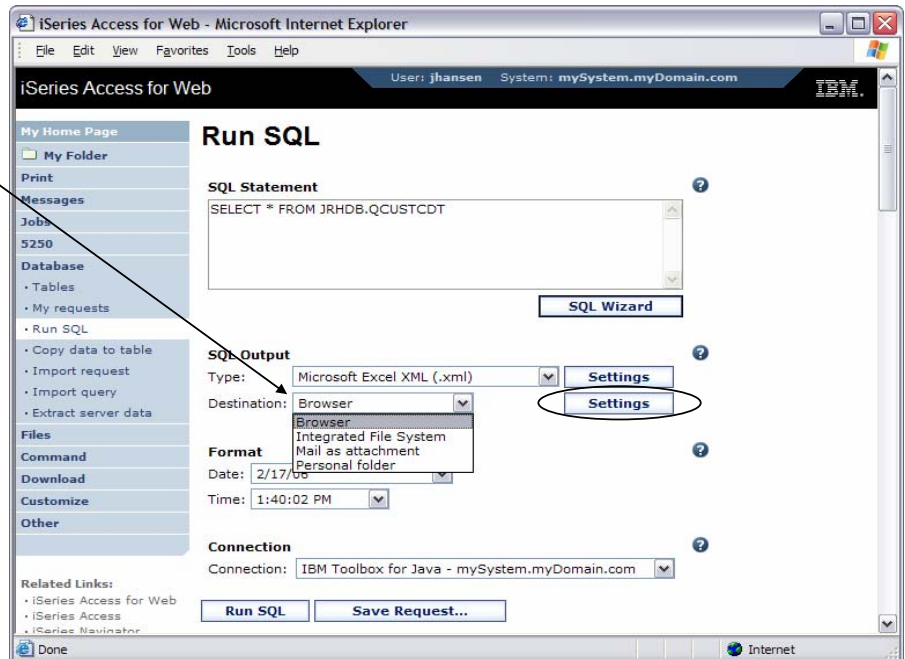 iSeries Access for Web - Microsoft Internet Explorer
File Edit View Favorites Tools Help
iSeries Access for Web
User: jhansen System: mySystem.myDomain.com
IBM.
My Home Page
My Folder
Print
Messages
Jobs
5250
Database
• Tables
• My requests
• Run SQL
• Copy data to table
• Import request
• Import query
• Extract server data
Files
Command
Download
Customize
Other
Related Links:
• iSeries Access for Web
• iSeries Access
• iSeries Navigator
Run SQL
SQL Statement
SELECT * FROM JRHDB.QCUSTCDT
SQL Wizard
SQL Output
Type: Microsoft Excel XML (.xml) Settings
Destination: Browser Settings
Browser
Integrated File System
Mail as attachment
Personal folder
Format
Date: 2/17/06
Time: 1:40:02 PM
Connection
Connection: IBM Toolbox for Java - mySystem.myDomain.com
Run SQL Save Request...
Done Internet